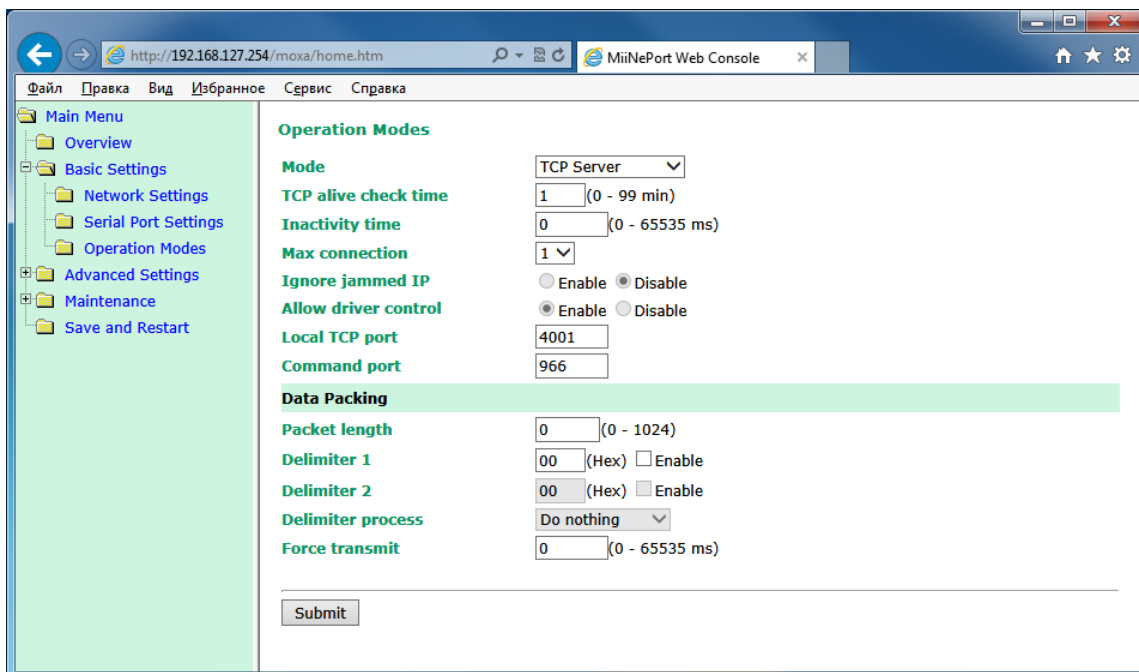 http://192.168.127.254/moxa/home.htm
MiiNePort Web Console
Файл Правка Вид Избранное Сервис Справка
Main Menu
Overview
Basic Settings
Network Settings
Serial Port Settings
Operation Modes
Advanced Settings
Maintenance
Save and Restart
Operation Modes
Mode TCP Server
TCP alive check time 1 (0 - 99 min)
Inactivity time 0 (0 - 65535 ms)
Max connection 1
Ignore jammed IP Enable Disable
Allow driver control Enable Disable
Local TCP port 4001
Command port 966
Data Packing
Packet length 0 (0 - 1024)
Delimiter 1 00 (Hex) Enable
Delimiter 2 00 (Hex) Enable
Delimiter process Do nothing
Force transmit 0 (0 - 65535 ms)
Submit